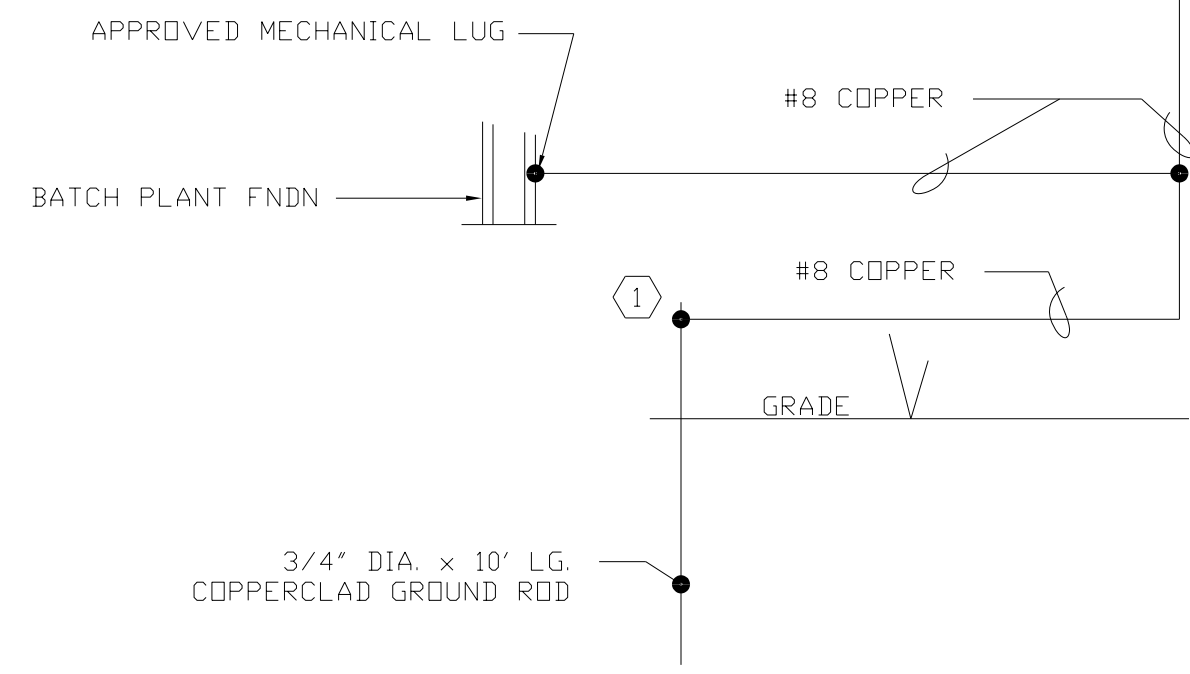 APPROVED MECHANICAL LUG
#8 COPPER
BATCH PLANT FNDN
#8 COPPER
1
GRADE
3/4" DIA. x 10' LG.
COPPERCLAD GROUND ROD